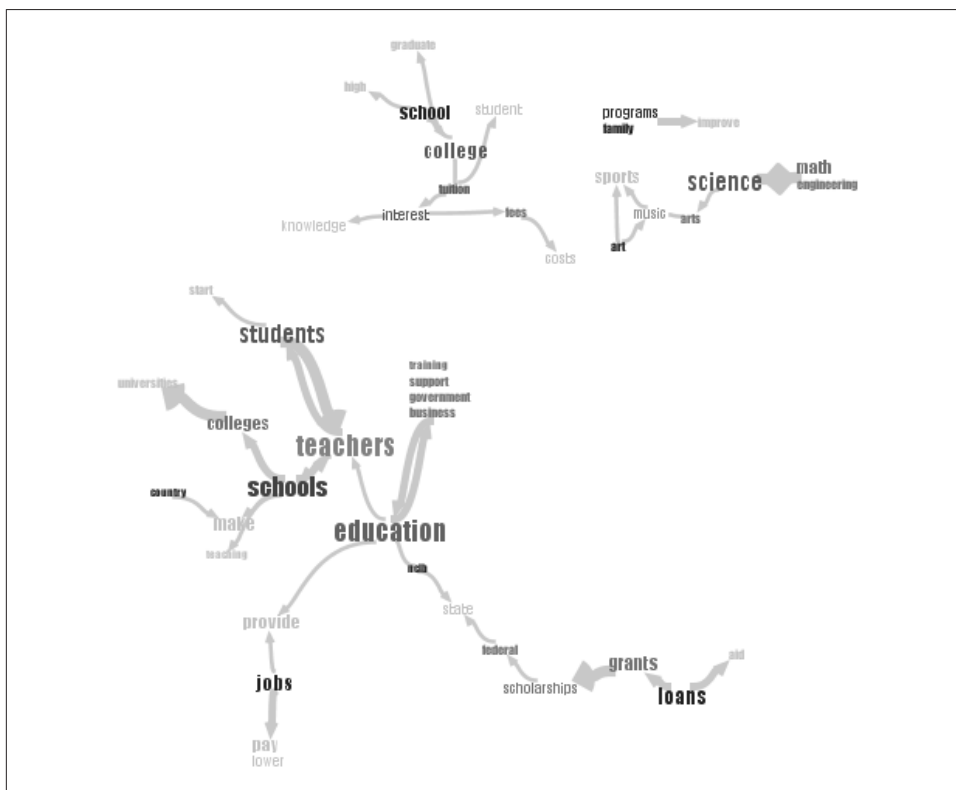 graduate
high
school
student
college
tuition
knowledge
interest
fees
costs
programs
family
improve
sports
science
math
engineering
music
arts
art
start
students
training
support
government
business
universities
colleges
teachers
schools
country
make
teaching
education
nclb
state
provide
federal
scholarships
grants
aid
loans
jobs
pay
lower